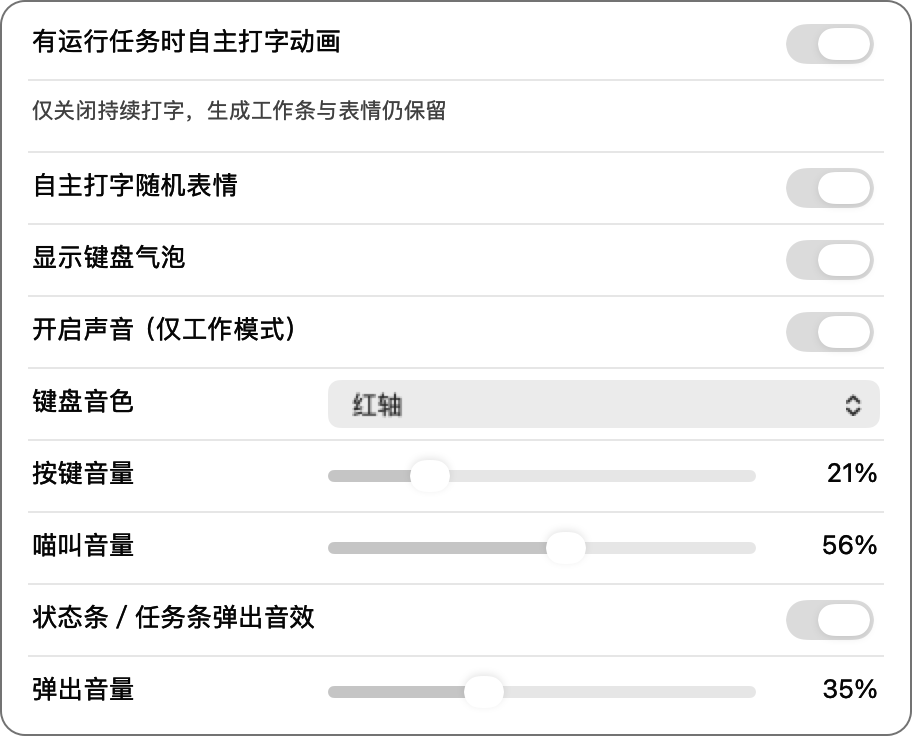 有运行任务时自主打字动画
仅关闭持续打字，生成工作条与表情仍保留
自主打字随机表情
显示键盘气泡
开启声音（仅工作模式）
键盘音色 红轴
按键音量 21%
喵叫音量 56%
状态条 / 任务条弹出音效
弹出音量 35%